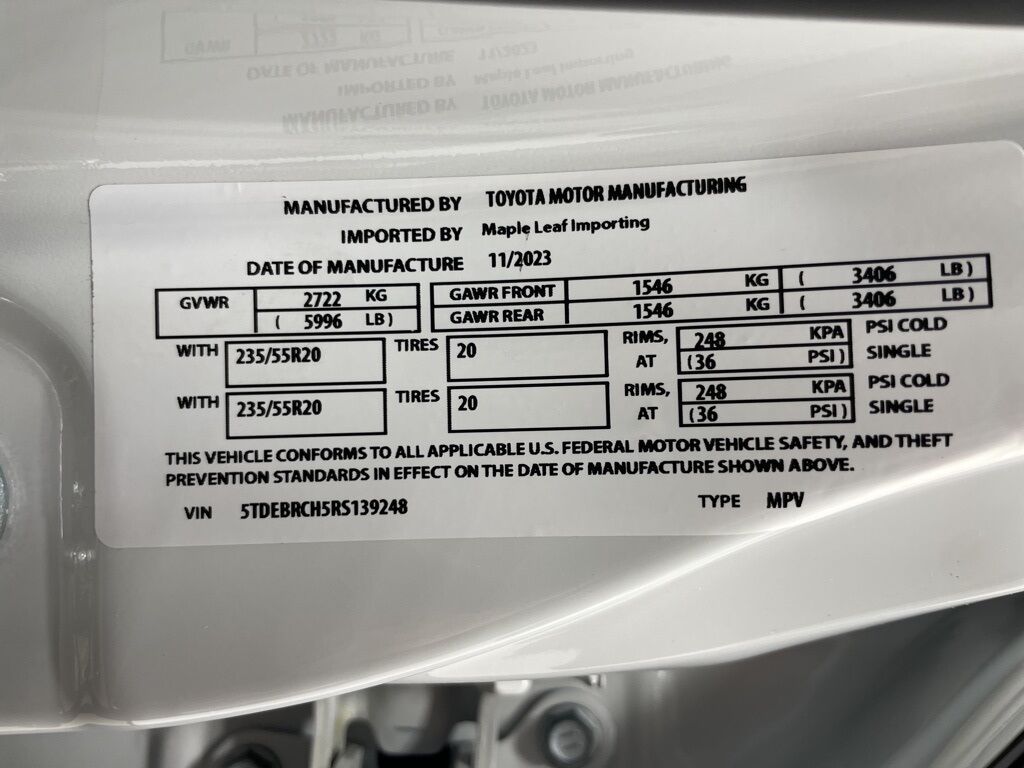 MANUFACTURED BY TOYOTA MOTOR MANUFACTURING
IMPORTED BY Maple Leaf Importing
DATE OF MANUFACTURE 11/2023
GVWR 2722 KG GAWR FRONT 1546 KG ( 3406 LB )
( 5996 LB ) GAWR REAR 1546 KG ( 3406 LB )
WITH 235/55R20 TIRES 20 RIMS, 248 KPA PSI COLD
AT (36 PSI ) SINGLE
WITH 235/55R20 TIRES 20 RIMS, 248 KPA PSI COLD
AT (36 PSI ) SINGLE
THIS VEHICLE CONFORMS TO ALL APPLICABLE U.S. FEDERAL MOTOR VEHICLE SAFETY, AND THEFT
PREVENTION STANDARDS IN EFFECT ON THE DATE OF MANUFACTURE SHOWN ABOVE.
VIN 5TDEBRCH5RS139248 TYPE MPV